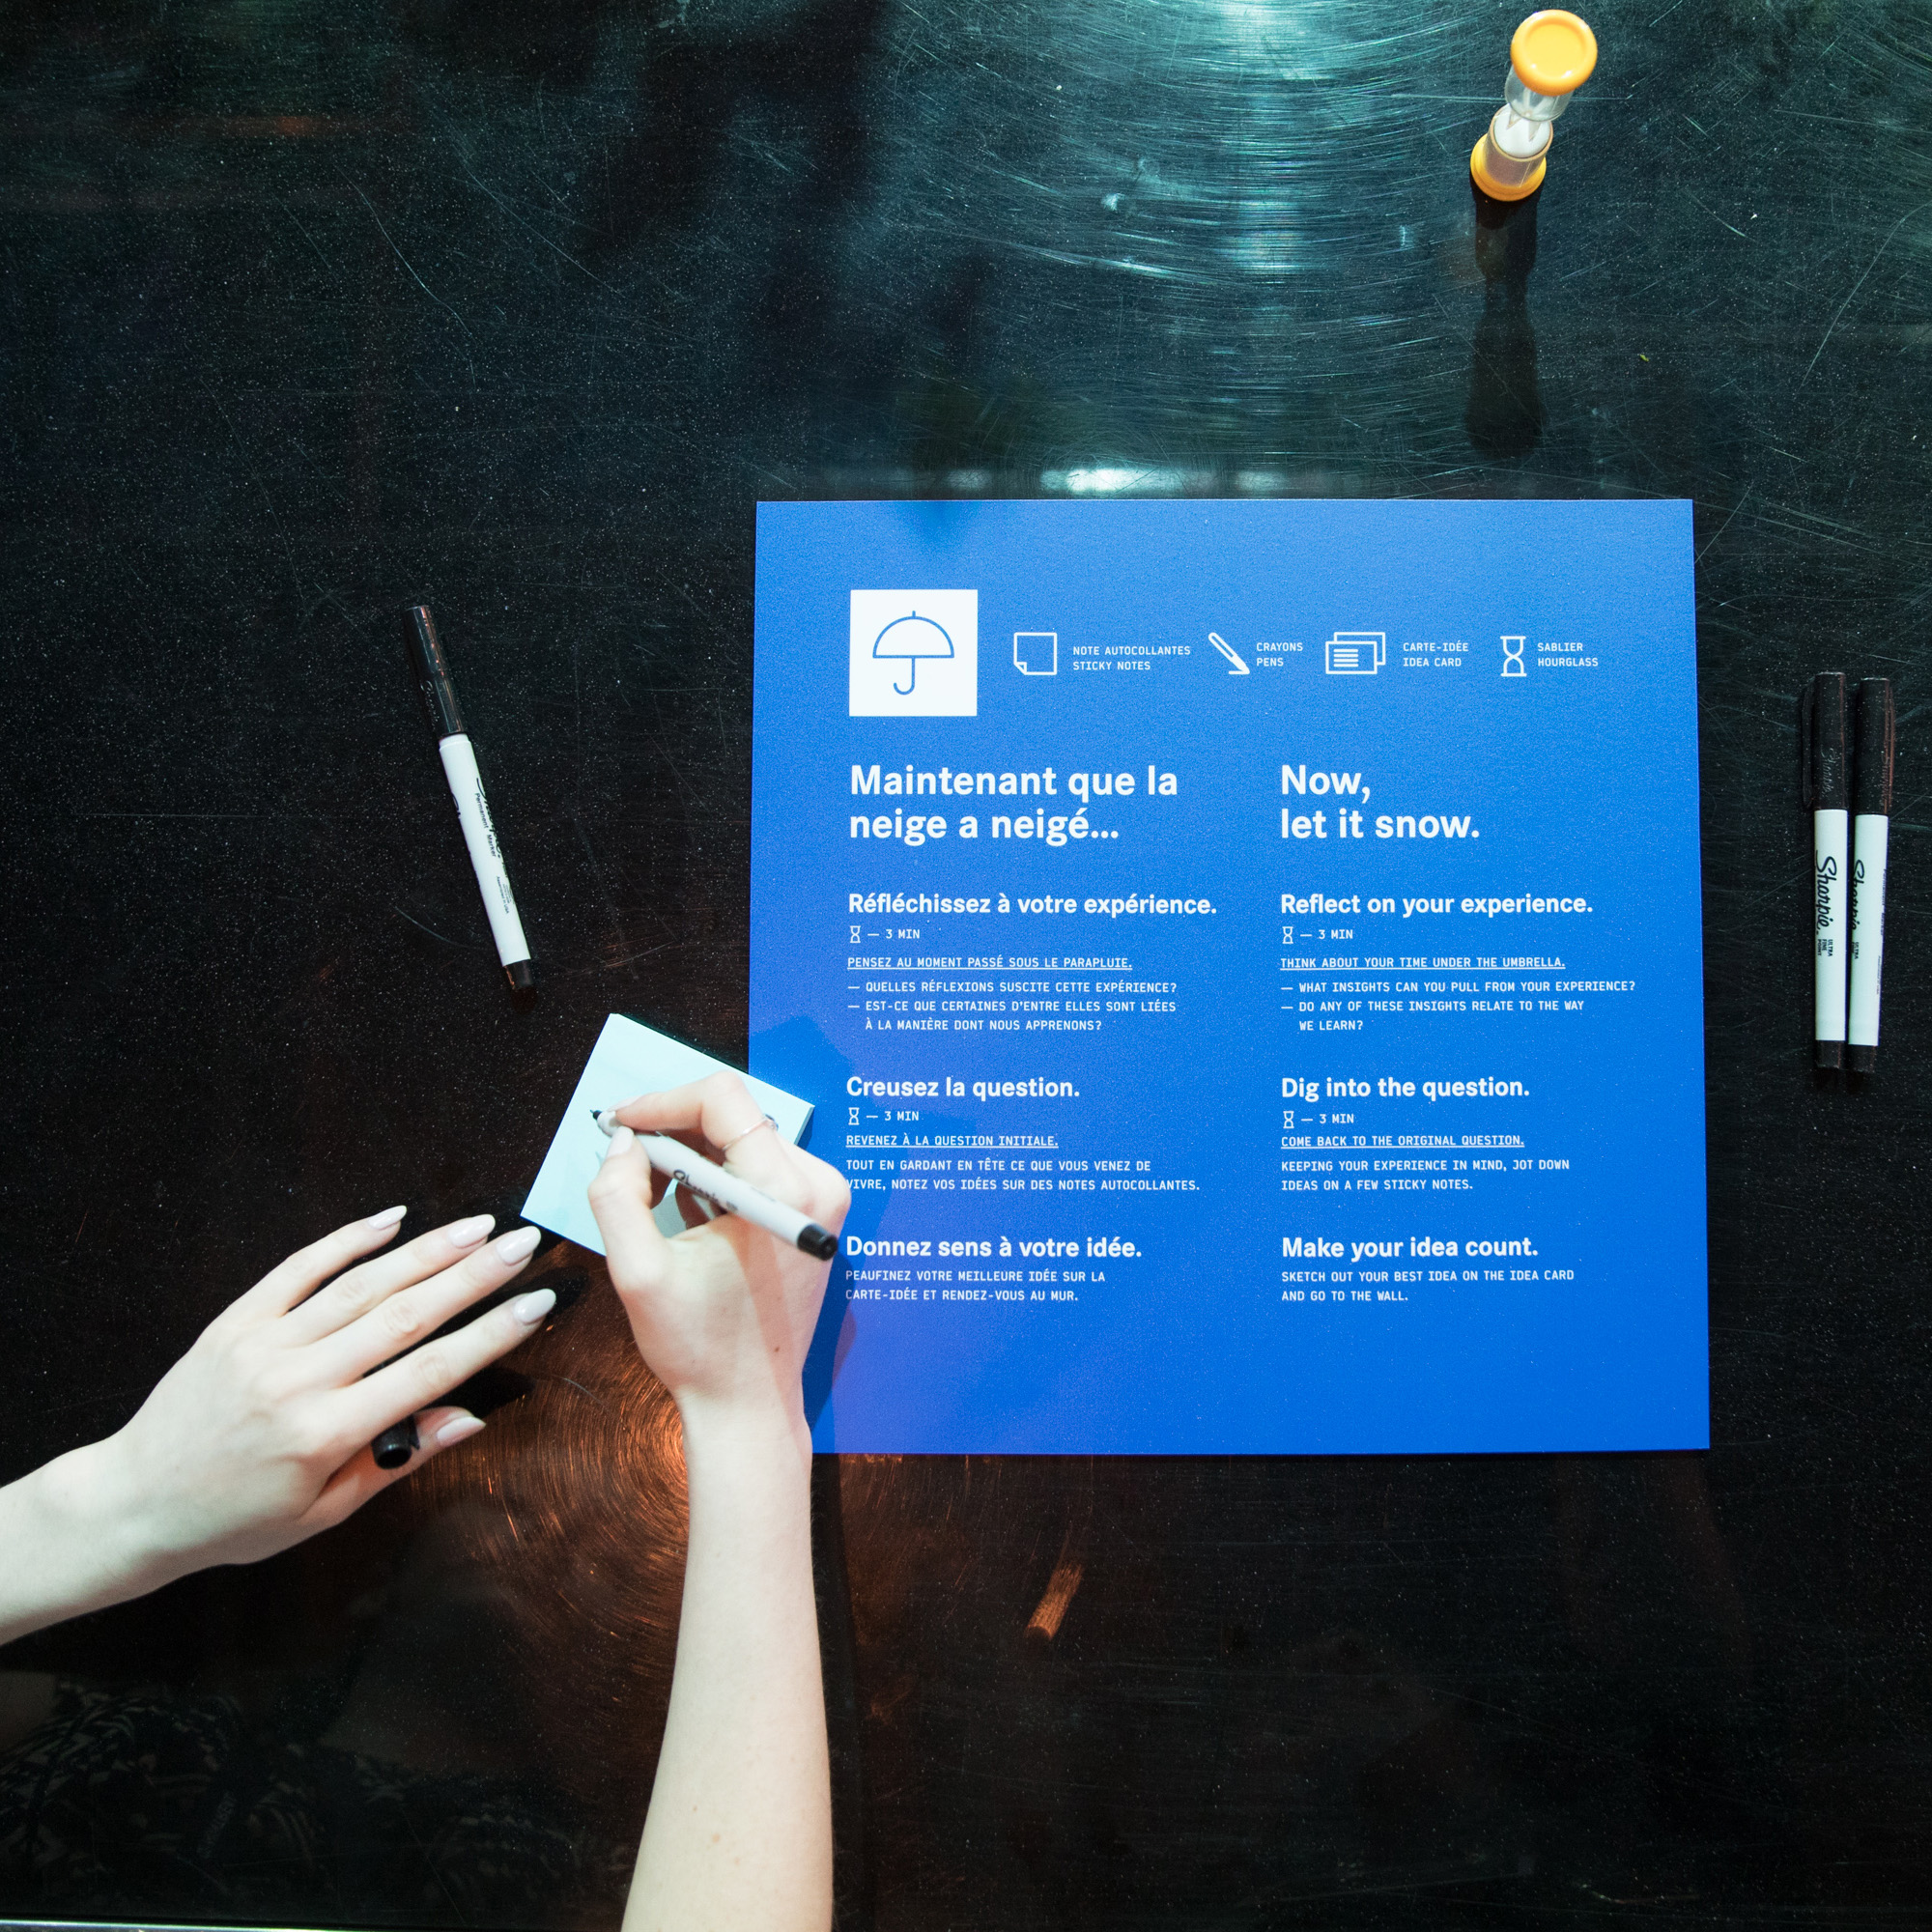 NOTE AUTOCOLLANTES
STICKY NOTES
CRAYONS
PENS
CARTE-IDÉE
IDEA CARD
SABLIER
HOURGLASS
Maintenant que la
neige a neigé...
Réfléchissez à votre expérience.
— 3 MIN
PENSEZ AU MOMENT PASSÉ SOUS LE PARAPLUIE.
— QUELLES RÉFLEXIONS SUSCITE CETTE EXPÉRIENCE?
— EST-CE QUE CERTAINES D'ENTRE ELLES SONT LIÉES
À LA MANIÈRE DONT NOUS APPRENONS?
Creusez la question.
— 3 MIN
REVENEZ À LA QUESTION INITIALE.
TOUT EN GARDANT EN TÊTE CE QUE VOUS VENEZ DE
VIVRE, NOTEZ VOS IDÉES SUR DES NOTES AUTOCOLLANTES.
Donnez sens à votre idée.
PEAUFINEZ VOTRE MEILLEURE IDÉE SUR LA
CARTE-IDÉE ET RENDEZ-VOUS AU MUR.
Now,
let it snow.
Reflect on your experience.
— 3 MIN
THINK ABOUT YOUR TIME UNDER THE UMBRELLA.
— WHAT INSIGHTS CAN YOU PULL FROM YOUR EXPERIENCE?
— DO ANY OF THESE INSIGHTS RELATE TO THE WAY
WE LEARN?
Dig into the question.
— 3 MIN
COME BACK TO THE ORIGINAL QUESTION.
KEEPING YOUR EXPERIENCE IN MIND, JOT DOWN
IDEAS ON A FEW STICKY NOTES.
Make your idea count.
SKETCH OUT YOUR BEST IDEA ON THE IDEA CARD
AND GO TO THE WALL.
Permanent Marker
Sharpie.
ULTRA
FINE
POINT
Sharpie